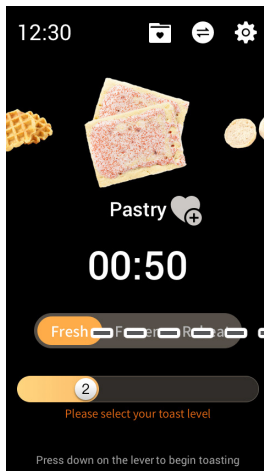 12:30
Pastry
00:50
Fresh
2
Please select your toast level
Press down on the lever to begin toasting